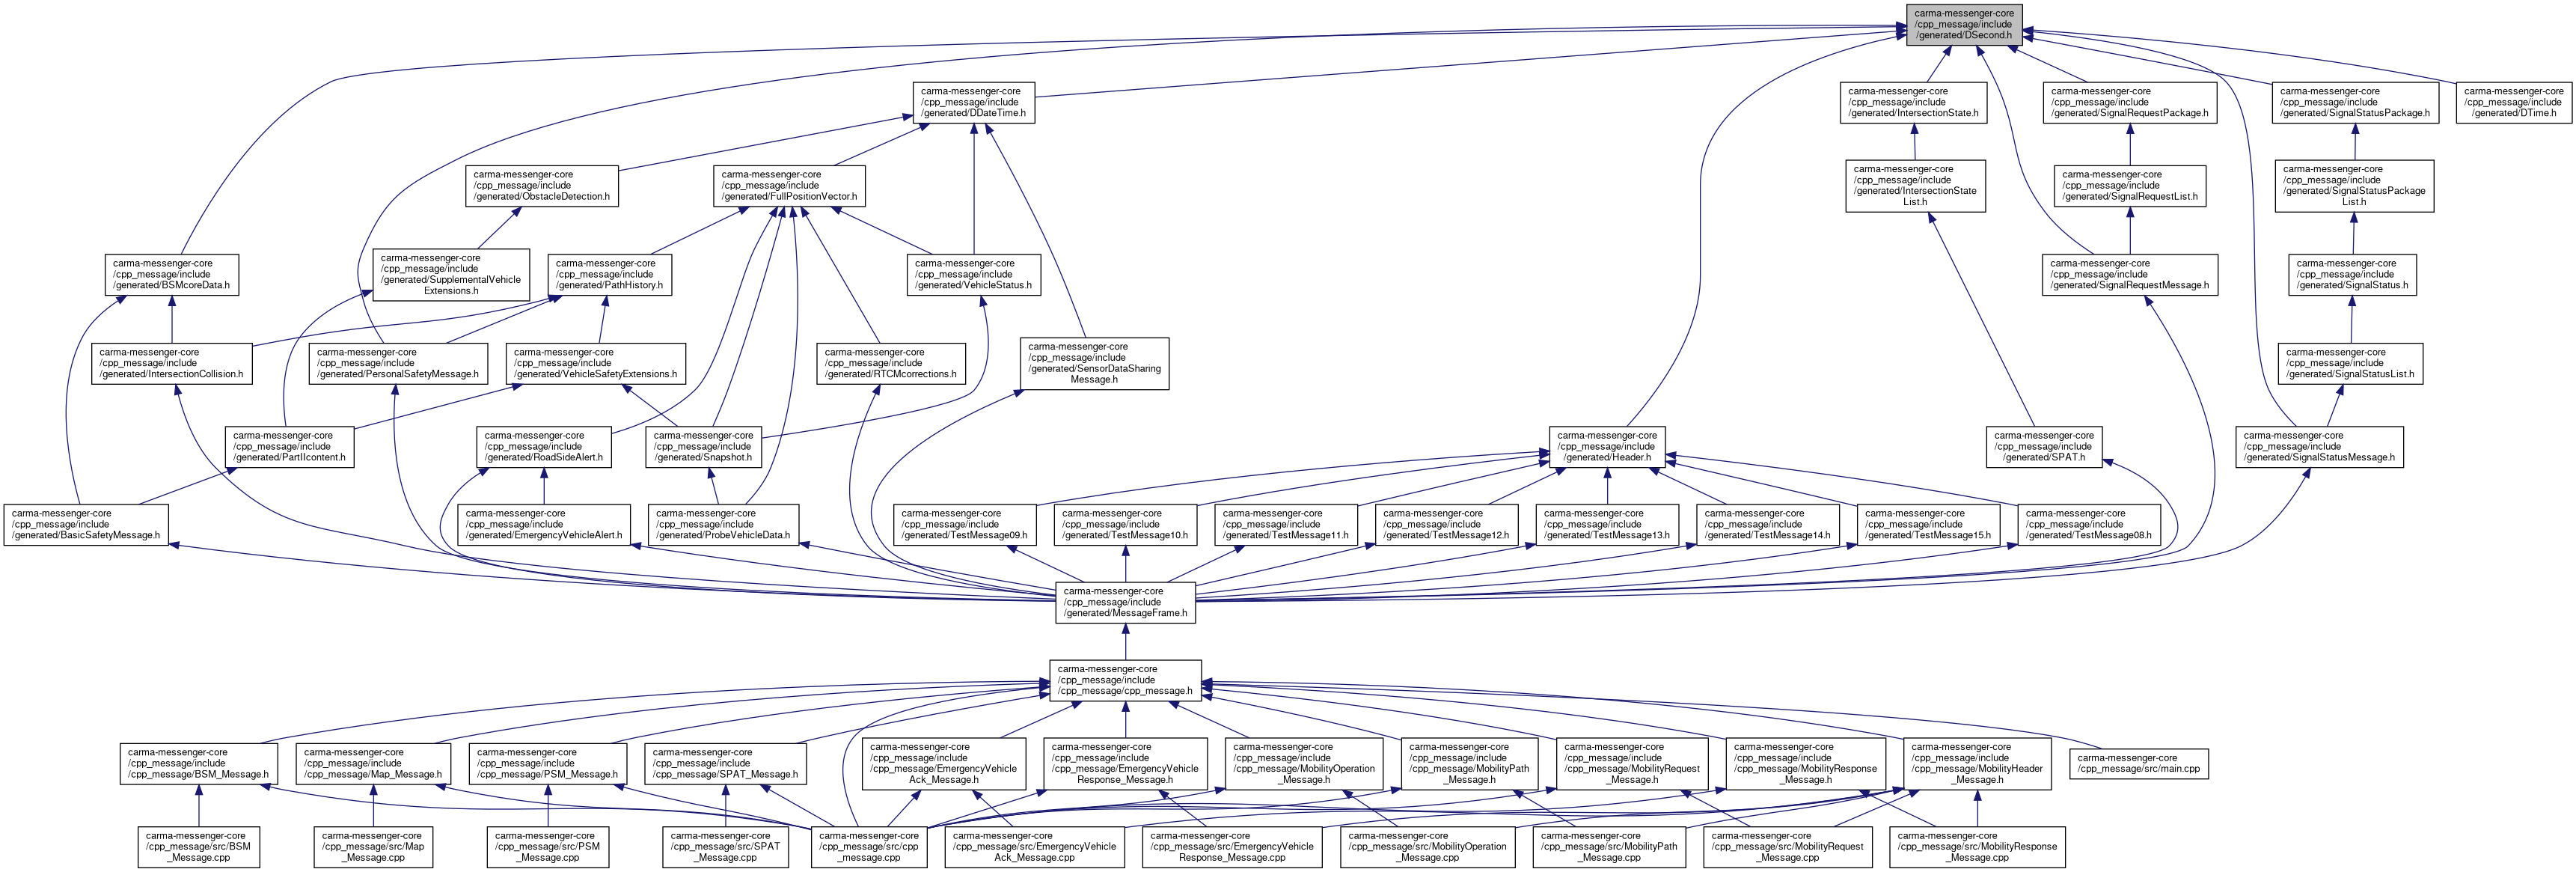 carma-messenger-core
/cpp_message/include
/generated/DSecond.h
carma-messenger-core
/cpp_message/include
/generated/DDateTime.h
carma-messenger-core
/cpp_message/include
/generated/IntersectionState.h
carma-messenger-core
/cpp_message/include
/generated/SignalRequestPackage.h
carma-messenger-core
/cpp_message/include
/generated/SignalStatusPackage.h
carma-messenger-core
/cpp_message/include
/generated/DTime.h
carma-messenger-core
/cpp_message/include
/generated/ObstacleDetection.h
carma-messenger-core
/cpp_message/include
/generated/FullPositionVector.h
carma-messenger-core
/cpp_message/include
/generated/IntersectionState
List.h
carma-messenger-core
/cpp_message/include
/generated/SignalRequestList.h
carma-messenger-core
/cpp_message/include
/generated/SignalStatusPackage
List.h
carma-messenger-core
/cpp_message/include
/generated/BSMcoreData.h
carma-messenger-core
/cpp_message/include
/generated/SupplementalVehicle
Extensions.h
carma-messenger-core
/cpp_message/include
/generated/PathHistory.h
carma-messenger-core
/cpp_message/include
/generated/VehicleStatus.h
carma-messenger-core
/cpp_message/include
/generated/SignalRequestMessage.h
carma-messenger-core
/cpp_message/include
/generated/SignalStatus.h
carma-messenger-core
/cpp_message/include
/generated/IntersectionCollision.h
carma-messenger-core
/cpp_message/include
/generated/PersonalSafetyMessage.h
carma-messenger-core
/cpp_message/include
/generated/VehicleSafetyExtensions.h
carma-messenger-core
/cpp_message/include
/generated/RTCMcorrections.h
carma-messenger-core
/cpp_message/include
/generated/SensorDataSharing
Message.h
carma-messenger-core
/cpp_message/include
/generated/SignalStatusList.h
carma-messenger-core
/cpp_message/include
/generated/PartIIcontent.h
carma-messenger-core
/cpp_message/include
/generated/RoadSideAlert.h
carma-messenger-core
/cpp_message/include
/generated/Snapshot.h
carma-messenger-core
/cpp_message/include
/generated/Header.h
carma-messenger-core
/cpp_message/include
/generated/SPAT.h
carma-messenger-core
/cpp_message/include
/generated/SignalStatusMessage.h
carma-messenger-core
/cpp_message/include
/generated/BasicSafetyMessage.h
carma-messenger-core
/cpp_message/include
/generated/EmergencyVehicleAlert.h
carma-messenger-core
/cpp_message/include
/generated/ProbeVehicleData.h
carma-messenger-core
/cpp_message/include
/generated/TestMessage09.h
carma-messenger-core
/cpp_message/include
/generated/TestMessage10.h
carma-messenger-core
/cpp_message/include
/generated/TestMessage11.h
carma-messenger-core
/cpp_message/include
/generated/TestMessage12.h
carma-messenger-core
/cpp_message/include
/generated/TestMessage13.h
carma-messenger-core
/cpp_message/include
/generated/TestMessage14.h
carma-messenger-core
/cpp_message/include
/generated/TestMessage15.h
carma-messenger-core
/cpp_message/include
/generated/TestMessage08.h
carma-messenger-core
/cpp_message/include
/generated/MessageFrame.h
carma-messenger-core
/cpp_message/include
/cpp_message/cpp_message.h
carma-messenger-core
/cpp_message/include
/cpp_message/BSM_Message.h
carma-messenger-core
/cpp_message/include
/cpp_message/Map_Message.h
carma-messenger-core
/cpp_message/include
/cpp_message/PSM_Message.h
carma-messenger-core
/cpp_message/include
/cpp_message/SPAT_Message.h
carma-messenger-core
/cpp_message/include
/cpp_message/EmergencyVehicle
Ack_Message.h
carma-messenger-core
/cpp_message/include
/cpp_message/EmergencyVehicle
Response_Message.h
carma-messenger-core
/cpp_message/include
/cpp_message/MobilityOperation
_Message.h
carma-messenger-core
/cpp_message/include
/cpp_message/MobilityPath
_Message.h
carma-messenger-core
/cpp_message/include
/cpp_message/MobilityRequest
_Message.h
carma-messenger-core
/cpp_message/include
/cpp_message/MobilityResponse
_Message.h
carma-messenger-core
/cpp_message/include
/cpp_message/MobilityHeader
_Message.h
carma-messenger-core
/cpp_message/src/main.cpp
carma-messenger-core
/cpp_message/src/BSM
_Message.cpp
carma-messenger-core
/cpp_message/src/Map
_Message.cpp
carma-messenger-core
/cpp_message/src/PSM
_Message.cpp
carma-messenger-core
/cpp_message/src/SPAT
_Message.cpp
carma-messenger-core
/cpp_message/src/cpp
_message.cpp
carma-messenger-core
/cpp_message/src/EmergencyVehicle
Ack_Message.cpp
carma-messenger-core
/cpp_message/src/EmergencyVehicle
Response_Message.cpp
carma-messenger-core
/cpp_message/src/MobilityOperation
_Message.cpp
carma-messenger-core
/cpp_message/src/MobilityPath
_Message.cpp
carma-messenger-core
/cpp_message/src/MobilityRequest
_Message.cpp
carma-messenger-core
/cpp_message/src/MobilityResponse
_Message.cpp